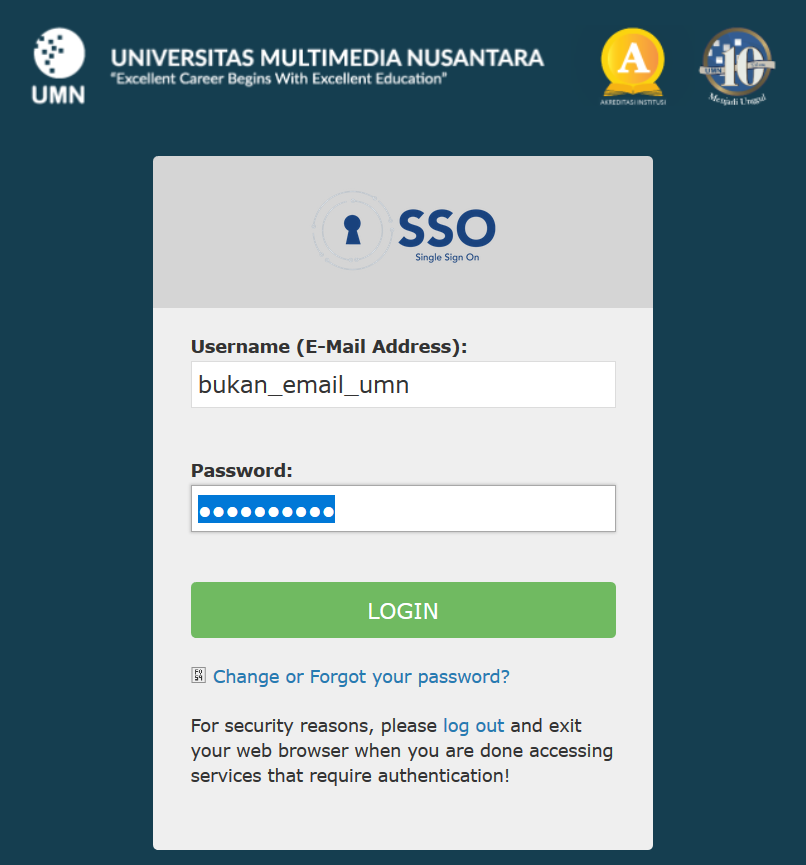 UMN
UNIVERSITAS MULTIMEDIA NUSANTARA
"Excellent Career Begins With Excellent Education"
A
AKREDITASI INSTITUSI
UMN
10
Menjadi Unggul
SSO
Single Sign On
Username (E-Mail Address):
bukan_email_umn
Password:
●●●●●●●●●●
LOGIN
Change or Forgot your password?
For security reasons, please log out and exit
your web browser when you are done accessing
services that require authentication!